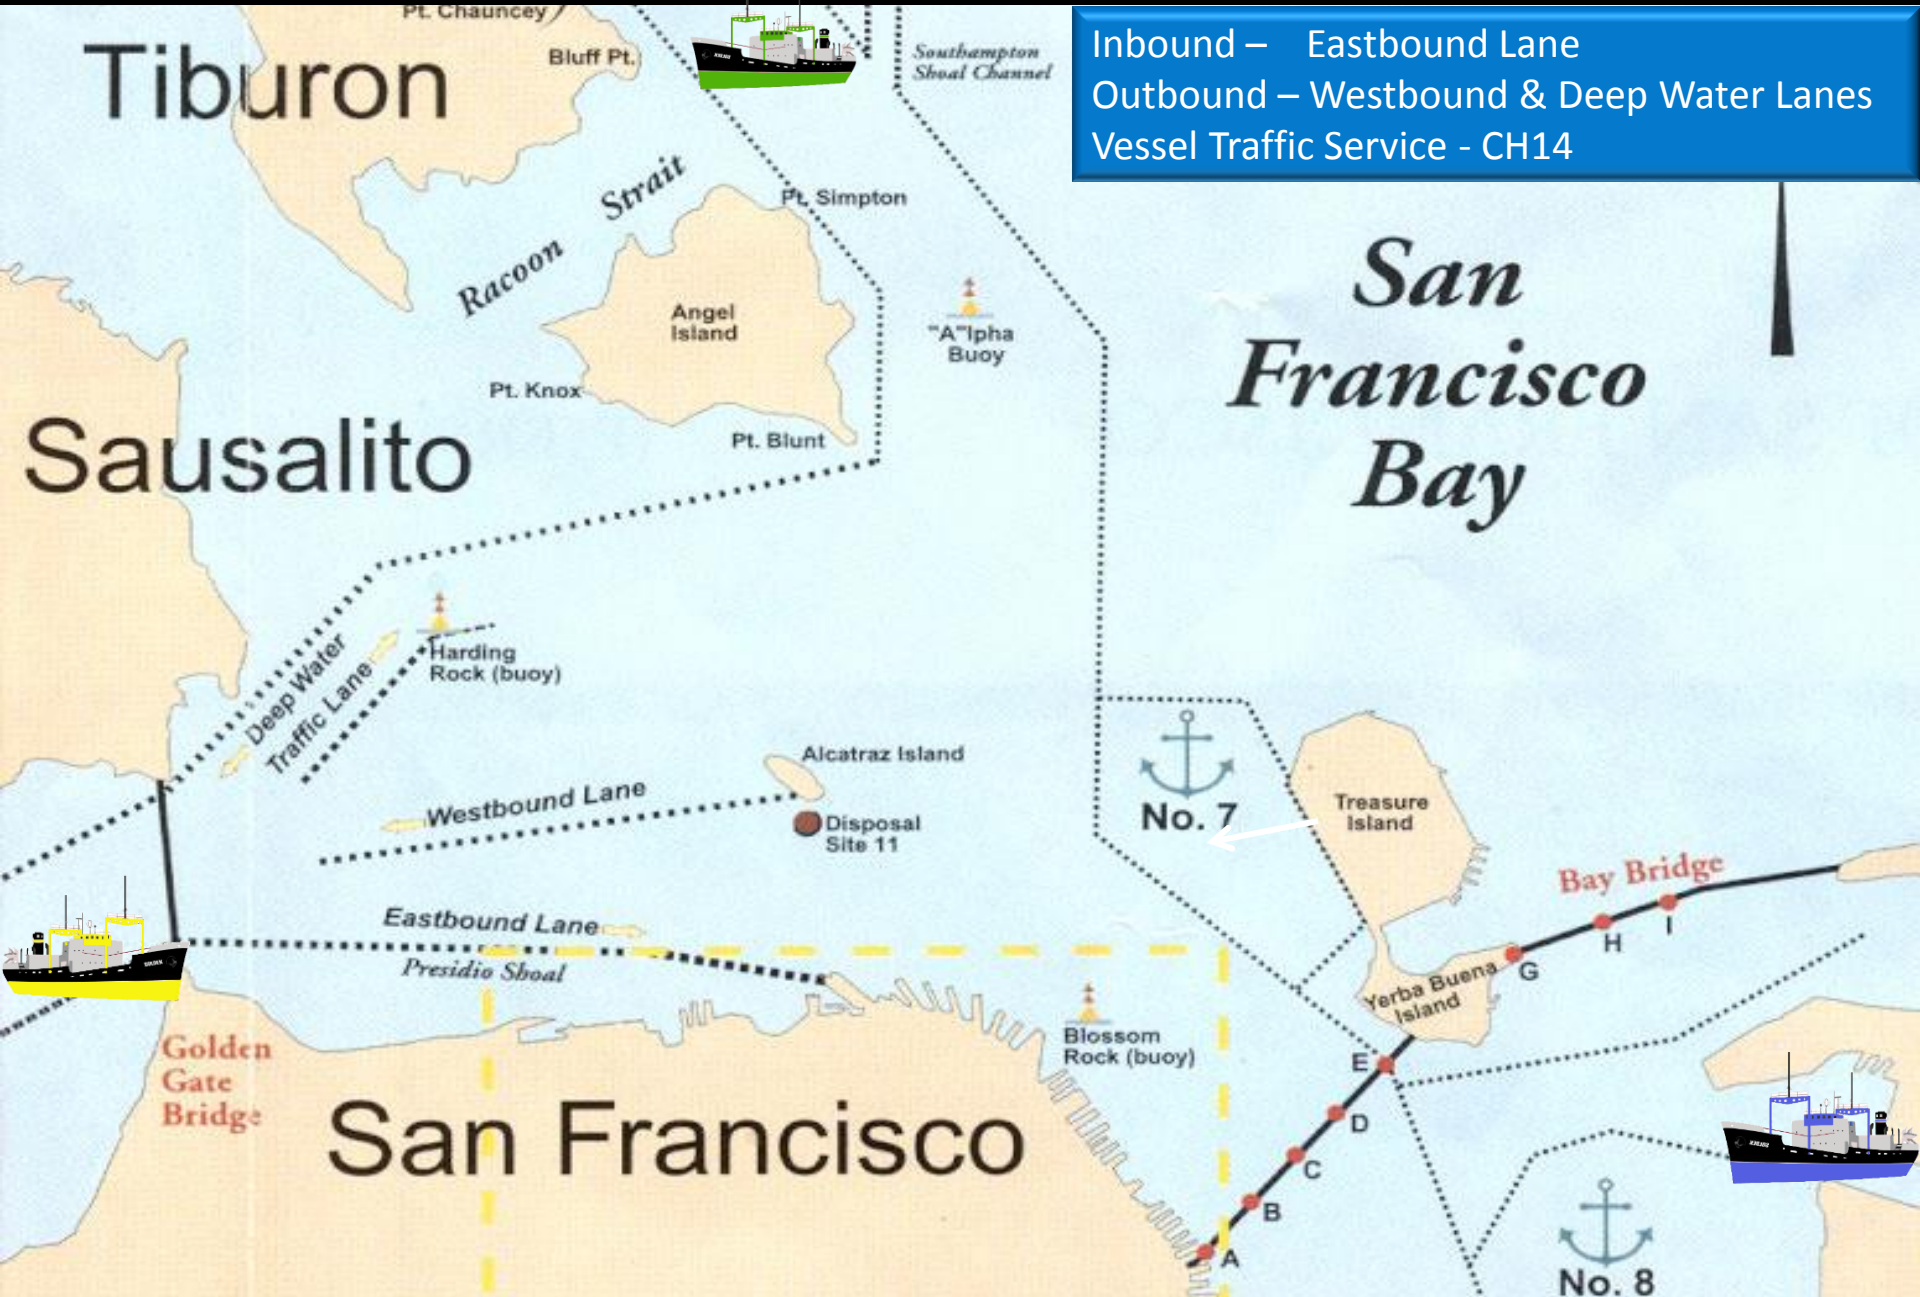 Pt. Chauncey
Inbound – Eastbound Lane
Outbound – Westbound & Deep Water Lanes
Vessel Traffic Service - CH14
Tiburon
Bluff Pt.
Southampton
Shoal Channel
Racoon Strait
Pt. Simpton
San
Francisco
Bay
Angel
Island
"A"lpha
Buoy
Pt. Knox
Pt. Blunt
Sausalito
Harding
Rock (buoy)
Deep Water
Traffic Lane
Alcatraz Island
Westbound Lane
Disposal
Site 11
No. 7
Treasure
Island
Bay Bridge
Eastbound Lane
Presidio Shoal
Yerba Buena
Island
G
H
I
Blossom
Rock (buoy)
Golden
Gate
Bridge
San Francisco
E
D
C
B
A
No. 8